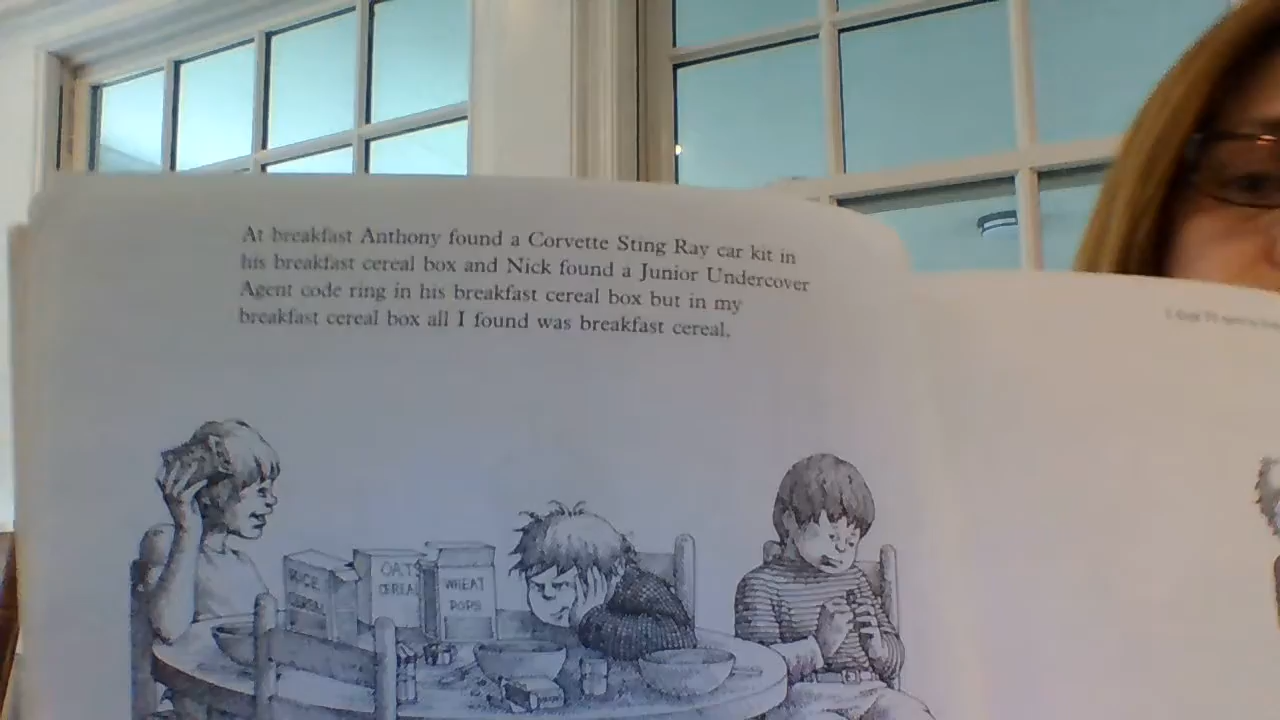 At breakfast Anthony found a Corvette Sting Ray car kit in
his breakfast cereal box and Nick found a Junior Undercover
Agent code ring in his breakfast cereal box but in my
breakfast cereal box all I found was breakfast cereal.
RICE
CEREAL
OATS
CEREAL
WHEAT
POPS